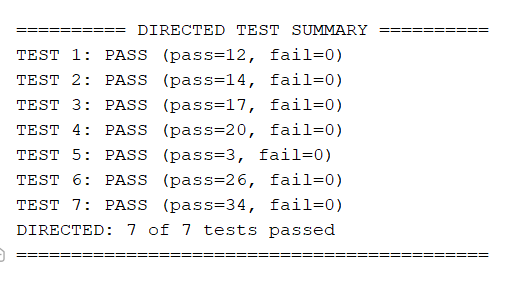 ========== DIRECTED TEST SUMMARY ==========
TEST 1: PASS (pass=12, fail=0)
TEST 2: PASS (pass=14, fail=0)
TEST 3: PASS (pass=17, fail=0)
TEST 4: PASS (pass=20, fail=0)
TEST 5: PASS (pass=3, fail=0)
TEST 6: PASS (pass=26, fail=0)
TEST 7: PASS (pass=34, fail=0)
DIRECTED: 7 of 7 tests passed
===========================================